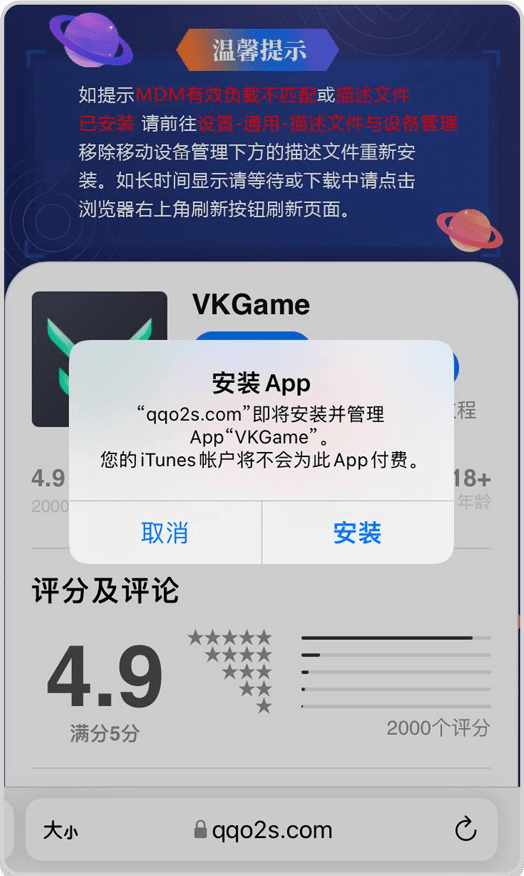 温馨提示
如提示MDM有效负载不匹配或描述文件
已安装 请前往设置-通用-描述文件与设备管理
移除移动设备管理下方的描述文件重新安
装。如长时间显示请等待或下载中请点击
浏览器右上角刷新按钮刷新页面。
VKGame
安装 App
“qqo2s.com”即将安装并管理
App“VKGame”。
您的 iTunes 帐户将不会为此 App 付费。
取消
安装
程
4.9
18+
2000
年龄
评分及评论
4.9
满分5分
2000个评分
大小
qqo2s.com